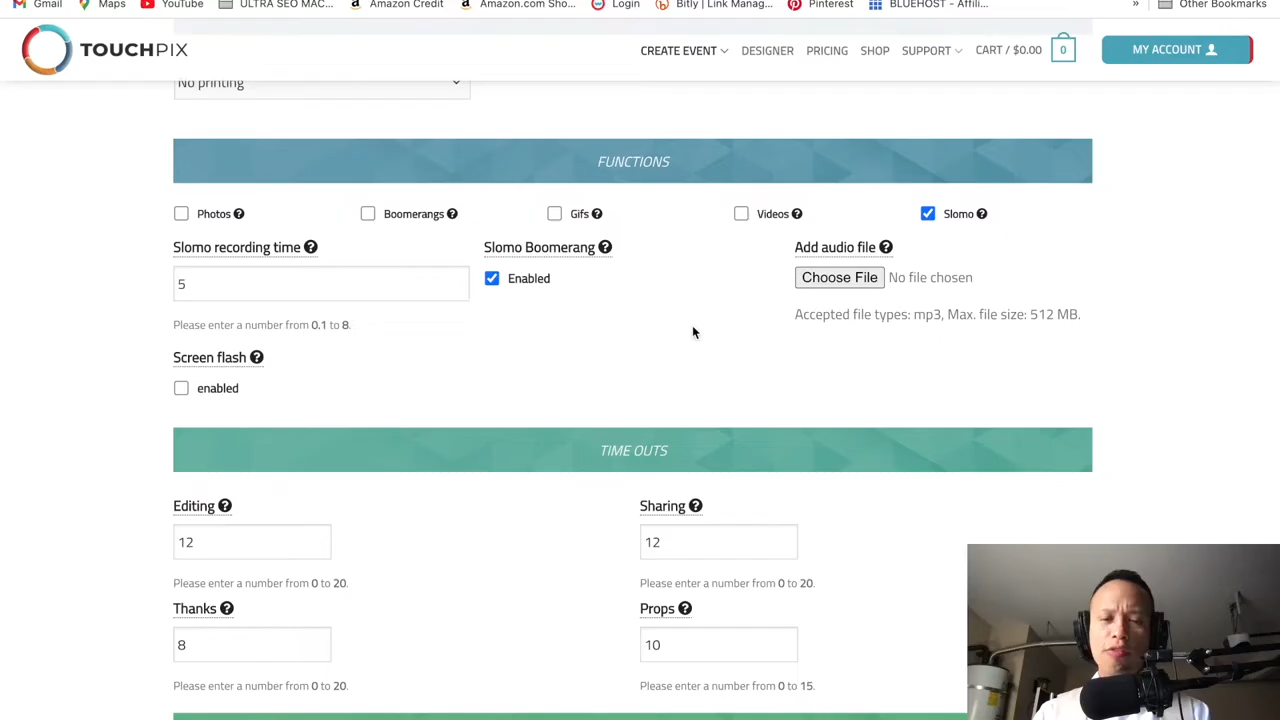 Gmail Maps YouTube ULTRA SEO MAC... Amazon Credit Amazon.com Sho... Login Bitly | Link Manag... Pinterest BLUEHOST - Affili... » Other Bookmarks
TOUCHPIX CREATE EVENT DESIGNER PRICING SHOP SUPPORT CART / $0.00 0 MY ACCOUNT
No printing
FUNCTIONS
Photos Boomerangs Gifs Videos Slomo
Slomo recording time Slomo Boomerang Add audio file
5 Enabled Choose File No file chosen
Please enter a number from 0.1 to 8. Accepted file types: mp3, Max. file size: 512 MB.
Screen flash
enabled
TIME OUTS
Editing Sharing
12 12
Please enter a number from 0 to 20. Please enter a number from 0 to 20.
Thanks Props
8 10
Please enter a number from 0 to 20. Please enter a number from 0 to 15.